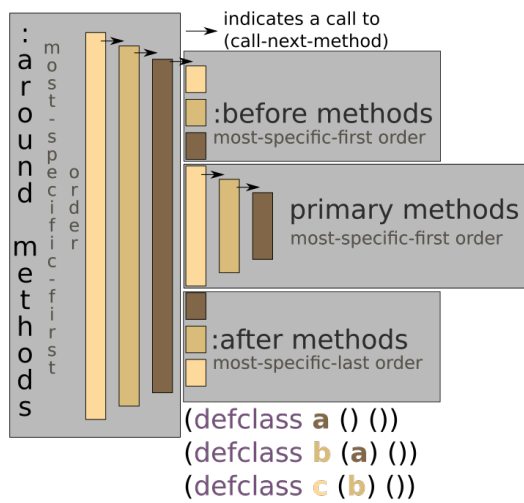 :around methods
most-specific-first
order
indicates a call to
(call-next-method)
:before methods
most-specific-first order
primary methods
most-specific-first order
:after methods
most-specific-last order
(defclass a () ())
(defclass b (a) ())
(defclass c (b) ())